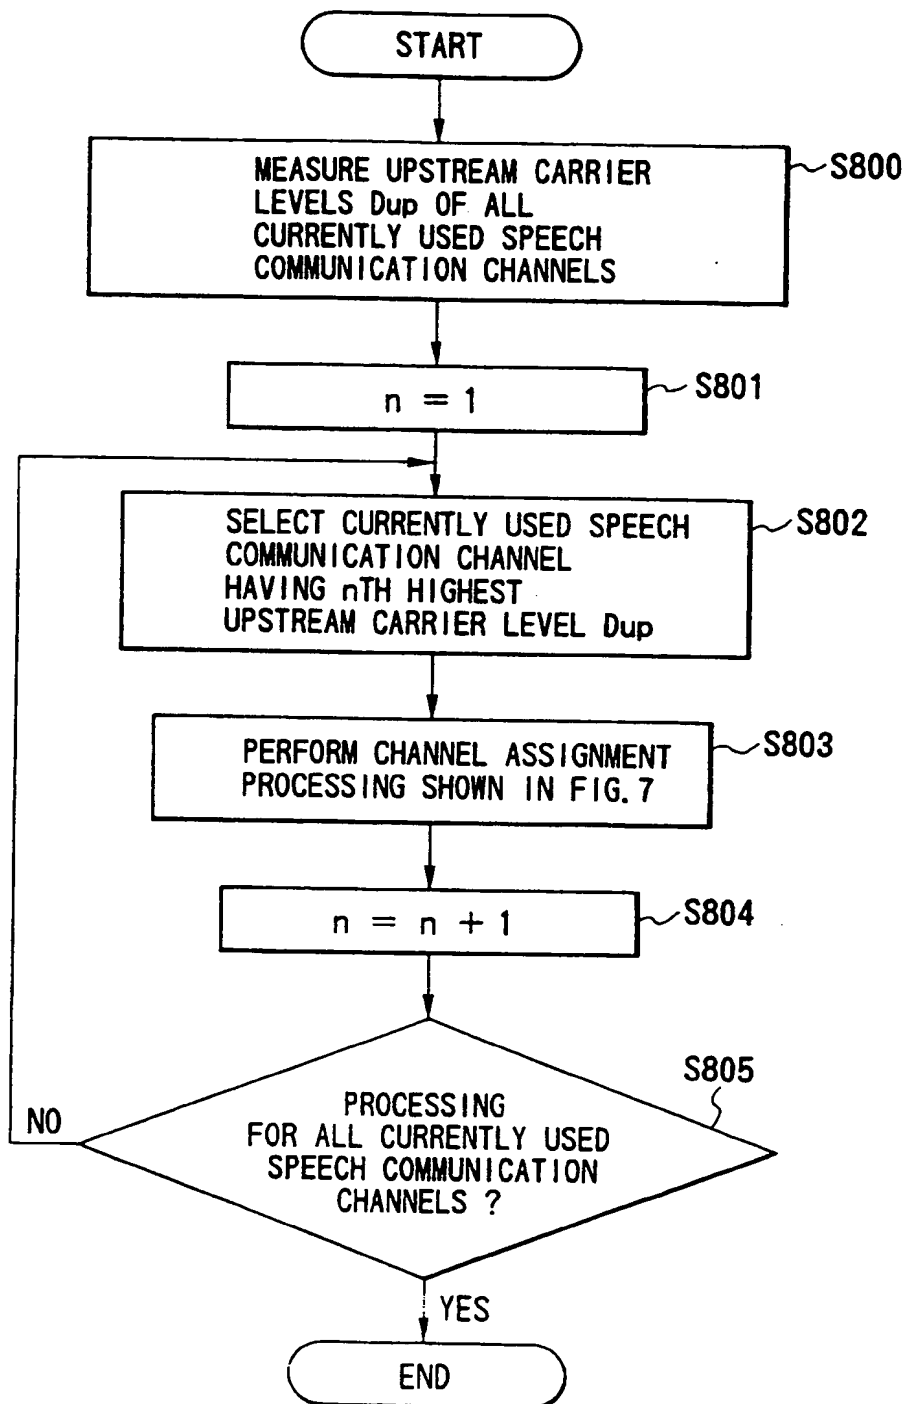 START
MEASURE UPSTREAM CARRIER
LEVELS Dup OF ALL
CURRENTLY USED SPEECH
COMMUNICATION CHANNELS
S800
n = 1
S801
SELECT CURRENTLY USED SPEECH
COMMUNICATION CHANNEL
HAVING nTH HIGHEST
UPSTREAM CARRIER LEVEL Dup
S802
PERFORM CHANNEL ASSIGNMENT
PROCESSING SHOWN IN FIG. 7
S803
n = n + 1
S804
PROCESSING
FOR ALL CURRENTLY USED
SPEECH COMMUNICATION
CHANNELS ?
S805
NO
YES
END